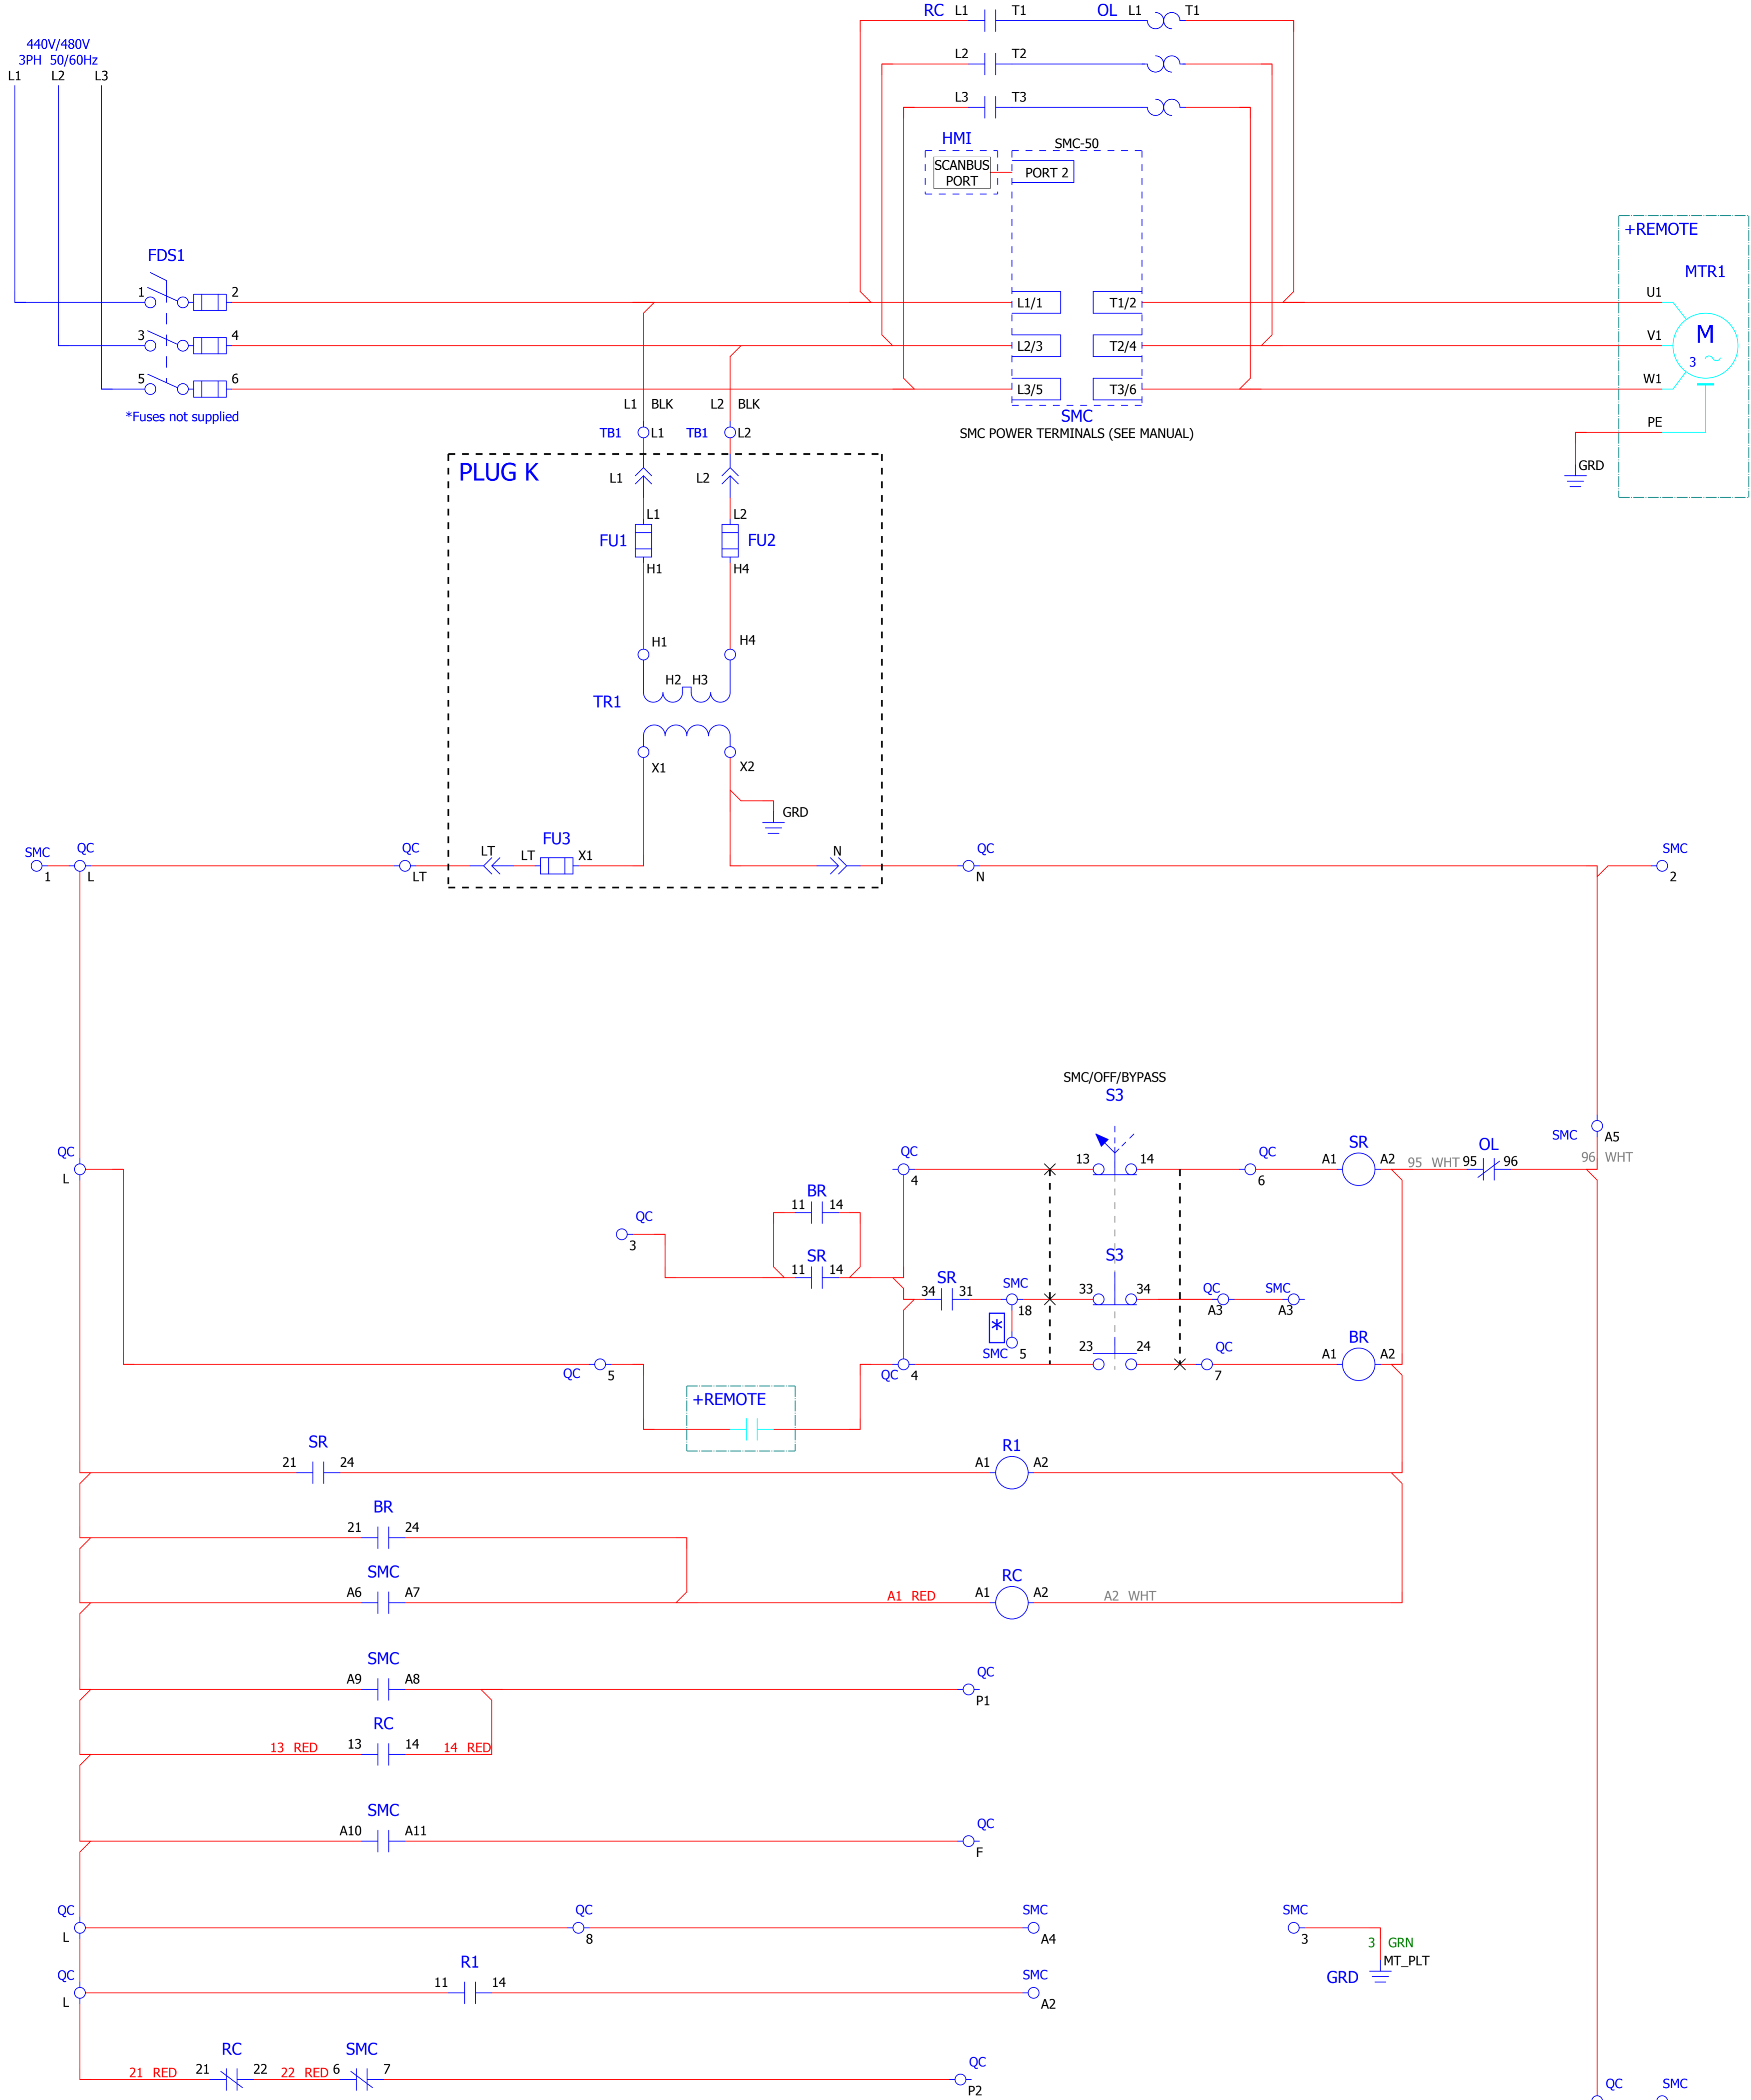 RC L1 T1 OL L1 T1
440V/480V
3PH 50/60Hz
L1 L2 L3
L2 T2
L3 T3
HMI
SMC-50
SCANBUS
PORT
PORT 2
+REMOTE
MTR1
FDS1
1 2
L1/1 T1/2
U1
3 4
L2/3 T2/4
V1
M
3
5 6
L3/5 T3/6
W1
*Fuses not supplied
L1 BLK L2 BLK
SMC
SMC POWER TERMINALS (SEE MANUAL)
TB1 L1 TB1 L2
PE
GRD
PLUG K
L1 L2
L1 L2
FU1 FU2
H1 H4
H1 H4
H2 H3
TR1
X1 X2
GRD
SMC QC QC FU3 N QC SMC
LT LT X1
1 L LT N 2
SMC/OFF/BYPASS
S3
SMC A5
QC QC 13 14 QC SR OL
A1 A2 95 WHT 95 96 96 WHT
L 4 6
BR
11 14
QC
3
SR
11 14
S3
SR
34 31
SMC
18
33 34
QC
A3
SMC
A3
*
SMC 5
23 24
QC
7
BR
A1 A2
QC 5
QC 4
+REMOTE
SR R1
21 24 A1 A2
BR
21 24
SMC RC
A6 A7 A1 RED A1 A2 A2 WHT
SMC QC
A9 A8 P1
RC
13 RED 13 14 14 RED
SMC QC
A10 A11 F
QC QC SMC SMC
L 8 A4 3
3 GRN
MT_PLT
GRD
QC R1 SMC
11 14
L A2
RC SMC QC
21 RED 21 22 22 RED 6 7
P2
QC SMC